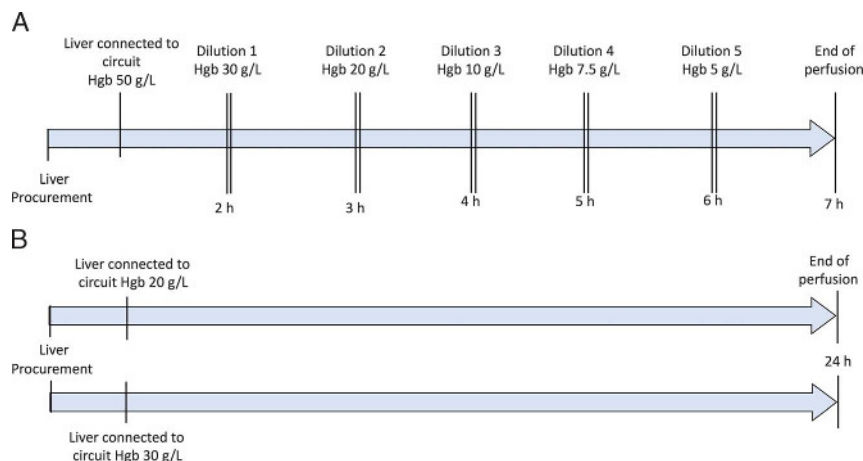 A
Liver connected to
circuit
Hgb 50 g/L
Dilution 1
Hgb 30 g/L
Dilution 2
Hgb 20 g/L
Dilution 3
Hgb 10 g/L
Dilution 4
Hgb 7.5 g/L
Dilution 5
Hgb 5 g/L
End of
perfusion
Liver
Procurement
2 h
3 h
4 h
5 h
6 h
7 h
B
Liver connected to
circuit Hgb 20 g/L
End of
perfusion
Liver
Procurement
24 h
Liver connected to
circuit Hgb 30 g/L